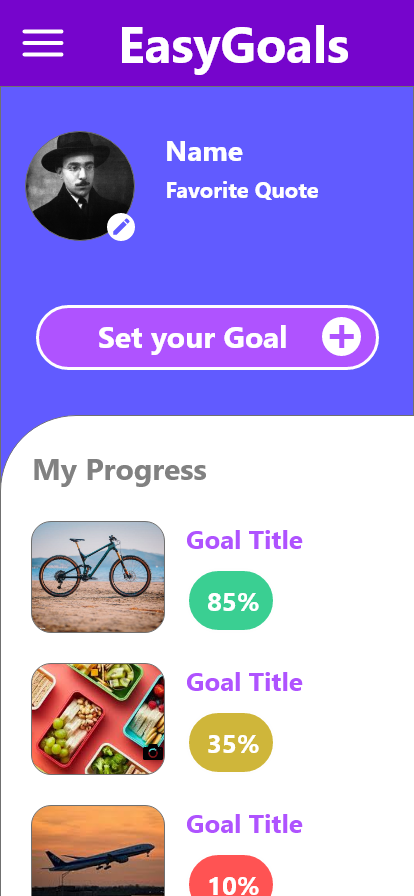 EasyGoals
Name
Favorite Quote
Set your Goal
My Progress
Goal Title
85%
Goal Title
35%
Goal Title
10%